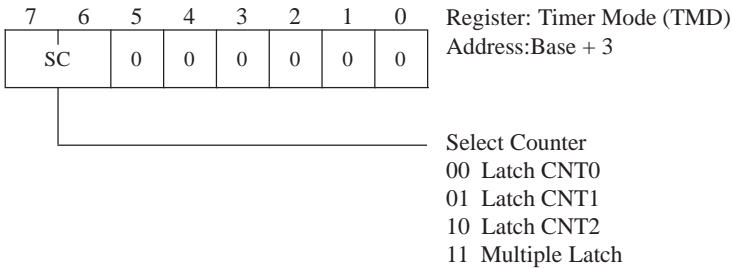 7 6 5 4 3 2 1 0 Register: Timer Mode (TMD)
SC 0 0 0 0 0 0 Address:Base + 3
Select Counter
00 Latch CNT0
01 Latch CNT1
10 Latch CNT2
11 Multiple Latch